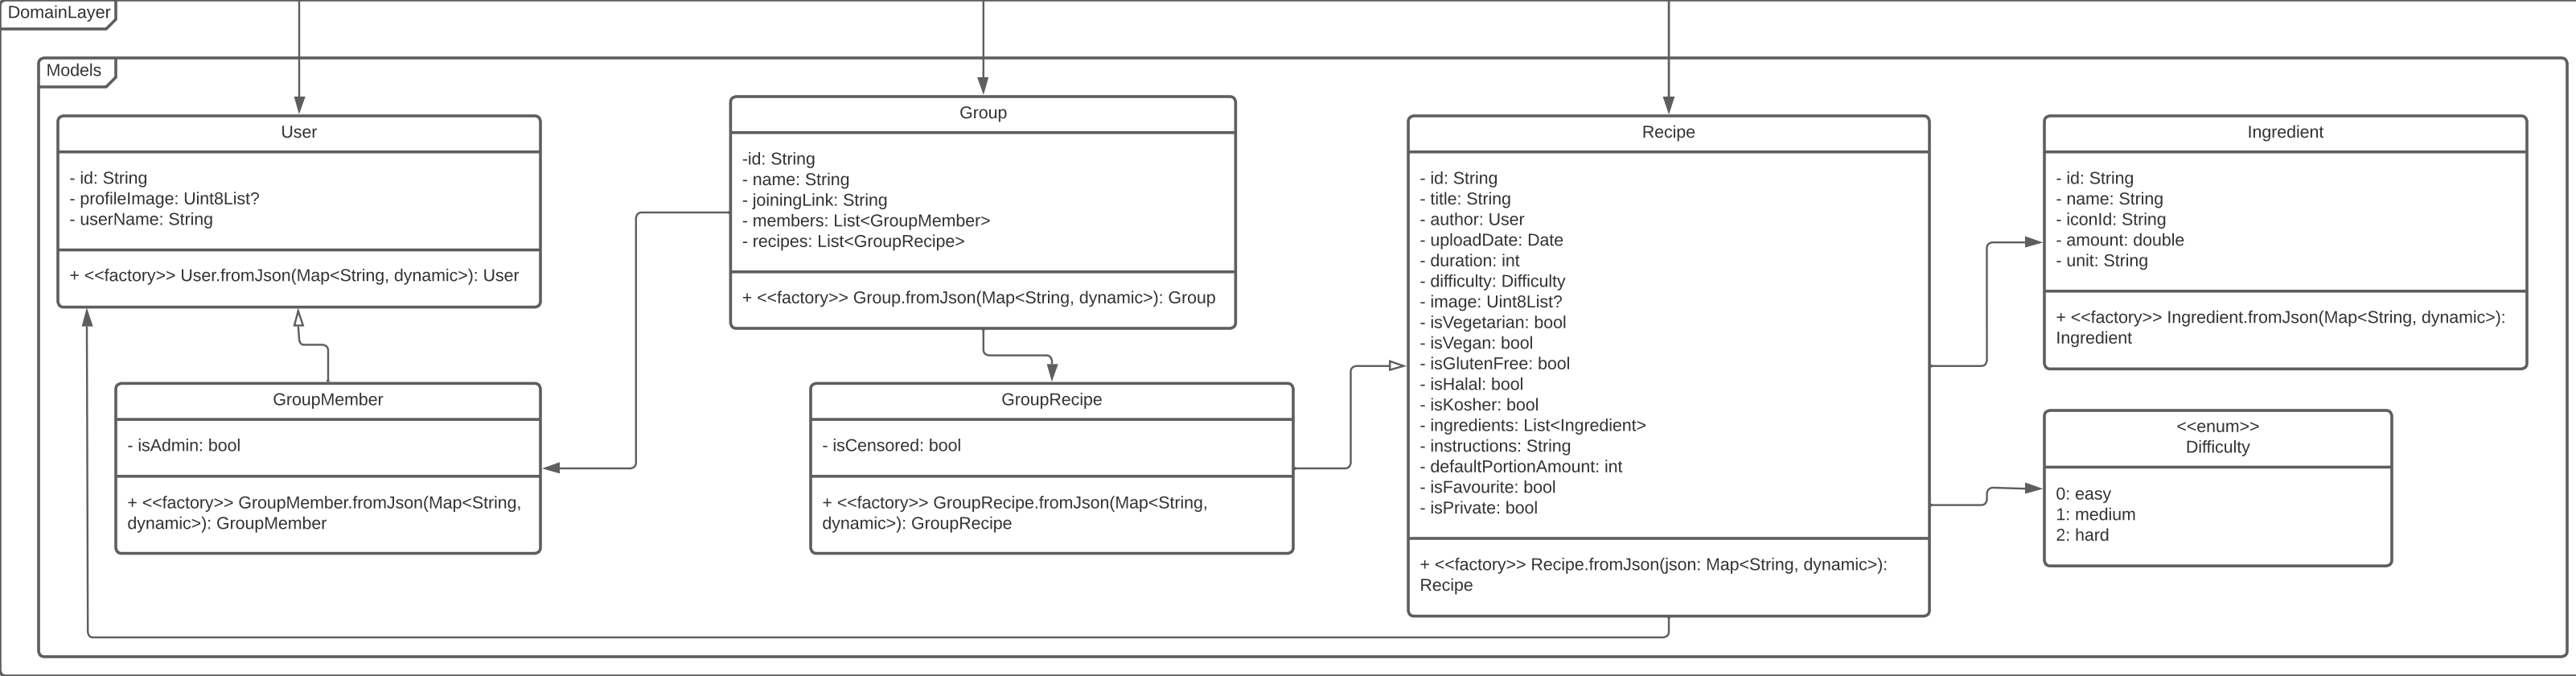 DomainLayer
Models
User
- id: String
- profileImage: Uint8List?
- userName: String
+ <<factory>> User.fromJson(Map<String, dynamic>): User
Group
-id: String
- name: String
- joiningLink: String
- members: List<GroupMember>
- recipes: List<GroupRecipe>
+ <<factory>> Group.fromJson(Map<String, dynamic>): Group
Recipe
- id: String
- title: String
- author: User
- uploadDate: Date
- duration: int
- difficulty: Difficulty
- image: Uint8List?
- isVegetarian: bool
- isVegan: bool
- isGlutenFree: bool
- isHalal: bool
- isKosher: bool
- ingredients: List<Ingredient>
- instructions: String
- defaultPortionAmount: int
- isFavourite: bool
- isPrivate: bool
+ <<factory>> Recipe.fromJson(json: Map<String, dynamic>):
Recipe
Ingredient
- id: String
- name: String
- iconId: String
- amount: double
- unit: String
+ <<factory>> Ingredient.fromJson(Map<String, dynamic>):
Ingredient
GroupMember
- isAdmin: bool
+ <<factory>> GroupMember.fromJson(Map<String,
dynamic>): GroupMember
GroupRecipe
- isCensored: bool
+ <<factory>> GroupRecipe.fromJson(Map<String,
dynamic>): GroupRecipe
<<enum>>
Difficulty
0: easy
1: medium
2: hard